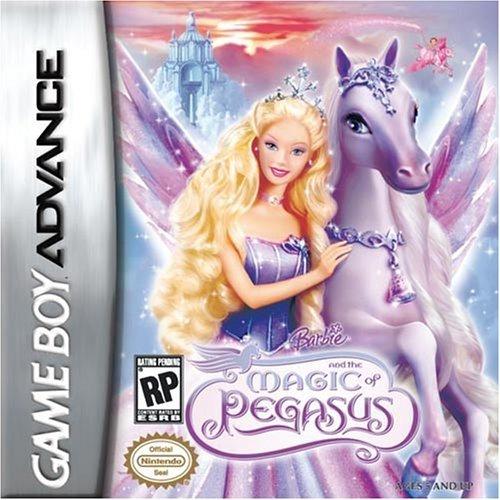 GAME BOY ADVANCE
Barbie
and the
MAGIC of
PEGASUS
RATING PENDING
RP
CONTENT RATED BY
ESRB
Official
Nintendo
Seal
AGES 5 AND UP